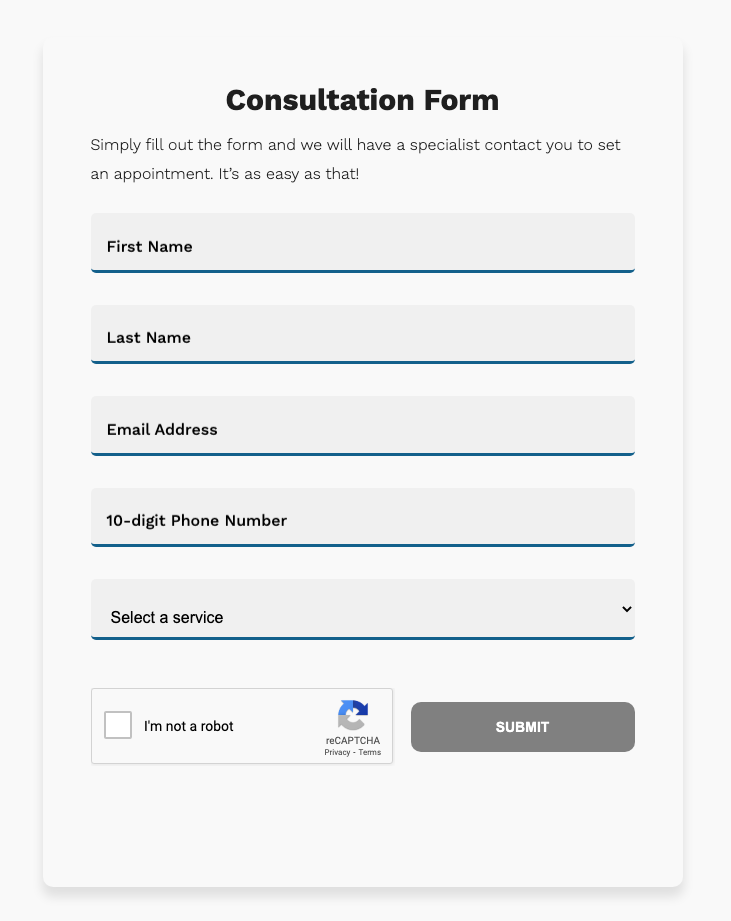 Consultation Form
Simply fill out the form and we will have a specialist contact you to set
an appointment. It’s as easy as that!
First Name
Last Name
Email Address
10-digit Phone Number
Select a service
I'm not a robot
reCAPTCHA
Privacy - Terms
SUBMIT